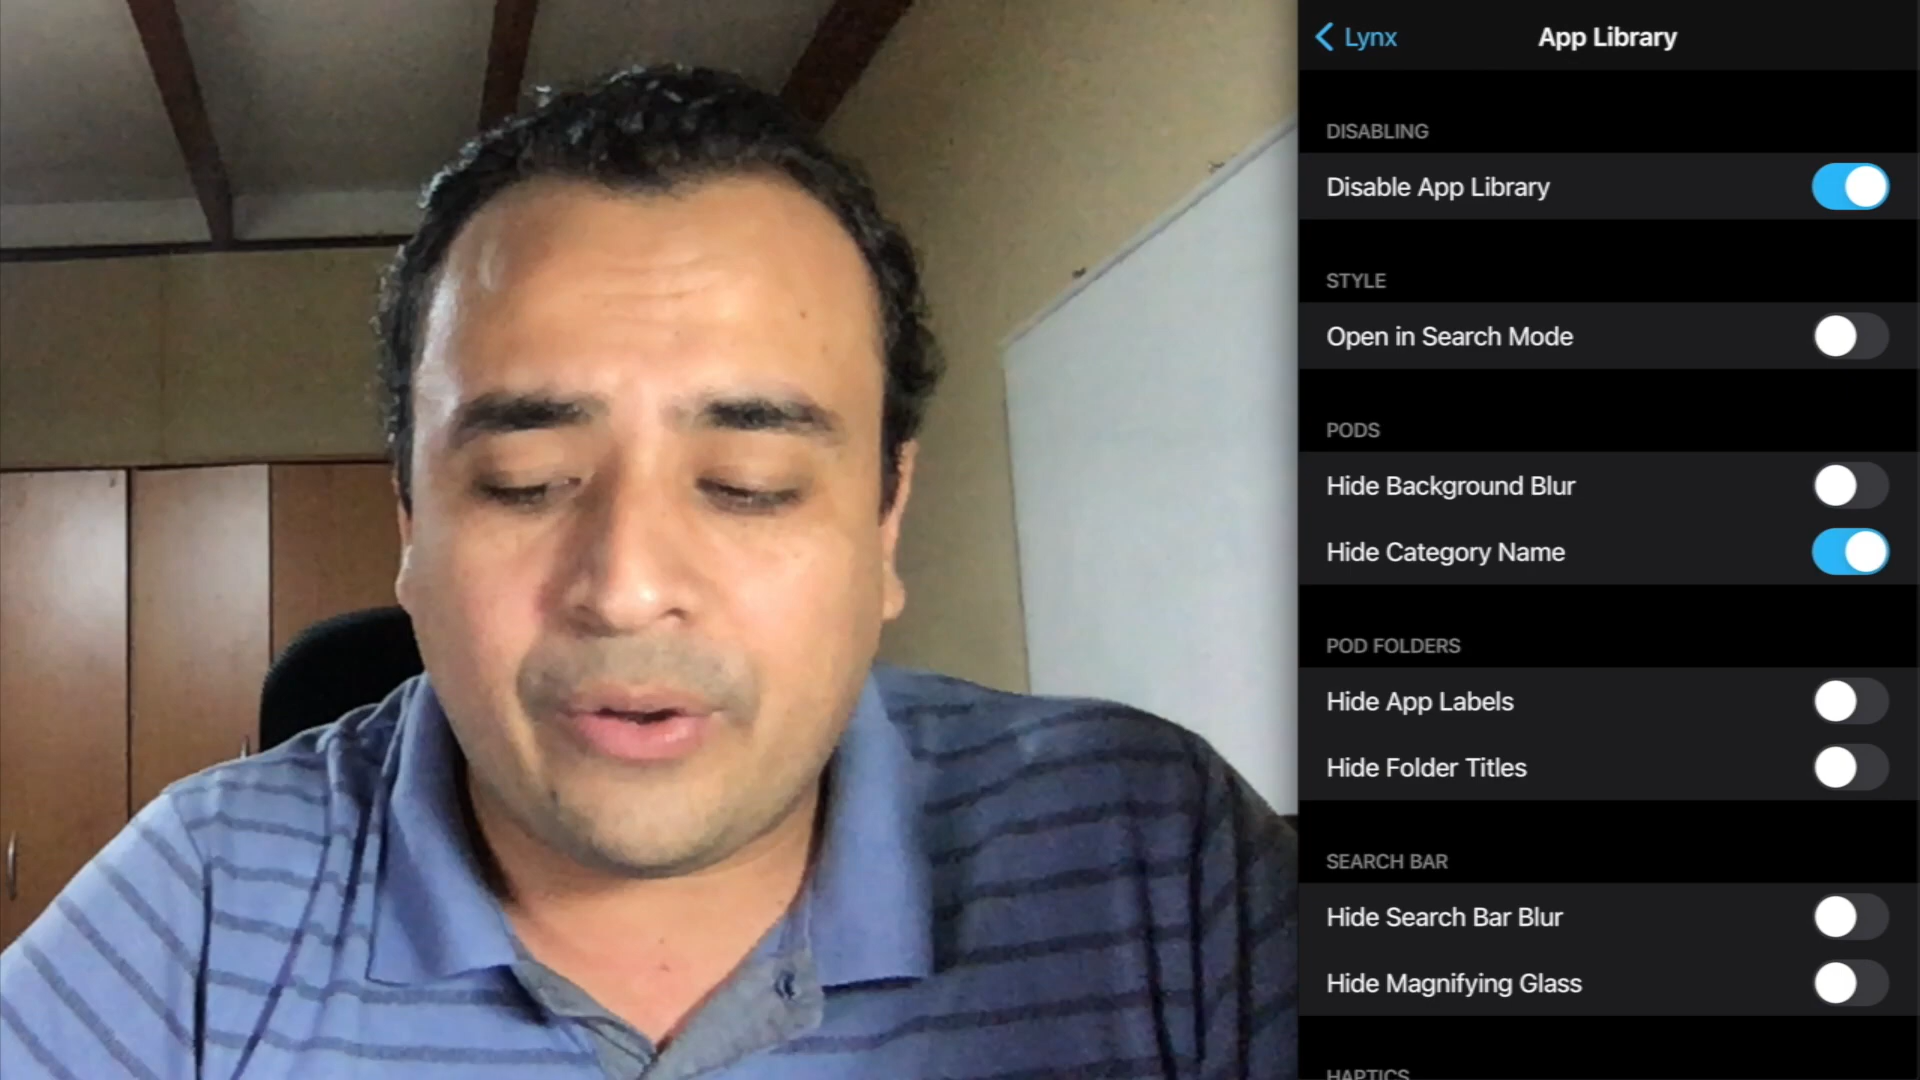 Lynx
App Library
DISABLING
Disable App Library
STYLE
Open in Search Mode
PODS
Hide Background Blur
Hide Category Name
POD FOLDERS
Hide App Labels
Hide Folder Titles
SEARCH BAR
Hide Search Bar Blur
Hide Magnifying Glass
HAPTICS